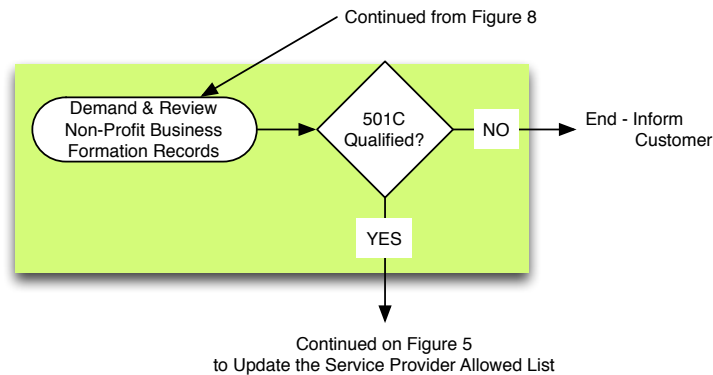 Continued from Figure 8
Demand & Review
Non-Profit Business
Formation Records
501C
Qualified?
NO
End - Inform
Customer
YES
Continued on Figure 5
to Update the Service Provider Allowed List